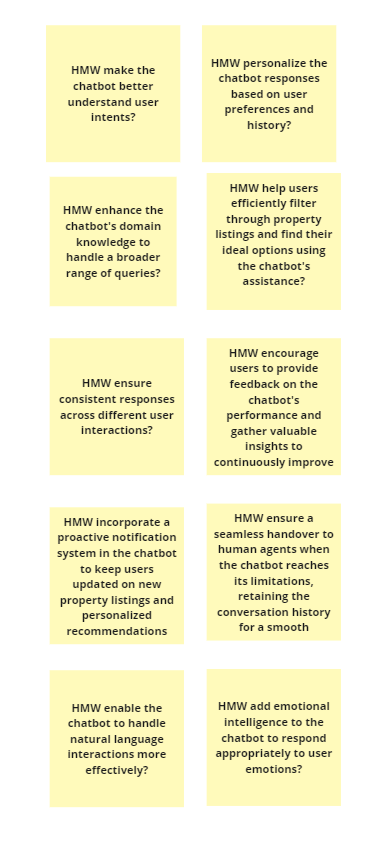 HMW make the
chatbot better
understand user
intents?
HMW personalize the
chatbot responses
based on user
preferences and
history?
HMW enhance the
chatbot's domain
knowledge to
handle a broader
range of queries?
HMW help users
efficiently filter
through property
listings and find their
ideal options using
the chatbot's
assistance?
HMW ensure
consistent responses
across different user
interactions?
HMW encourage
users to provide
feedback on the
chatbot's
performance and
gather valuable
insights to
continuously improve
HMW incorporate a
proactive notification
system in the chatbot
to keep users
updated on new
property listings and
personalized
recommendations
HMW ensure a
seamless handover to
human agents when
the chatbot reaches
its limitations,
retaining the
conversation history
for a smooth
HMW enable the
chatbot to handle
natural language
interactions more
effectively?
HMW add emotional
intelligence to the
chatbot to respond
appropriately to user
emotions?